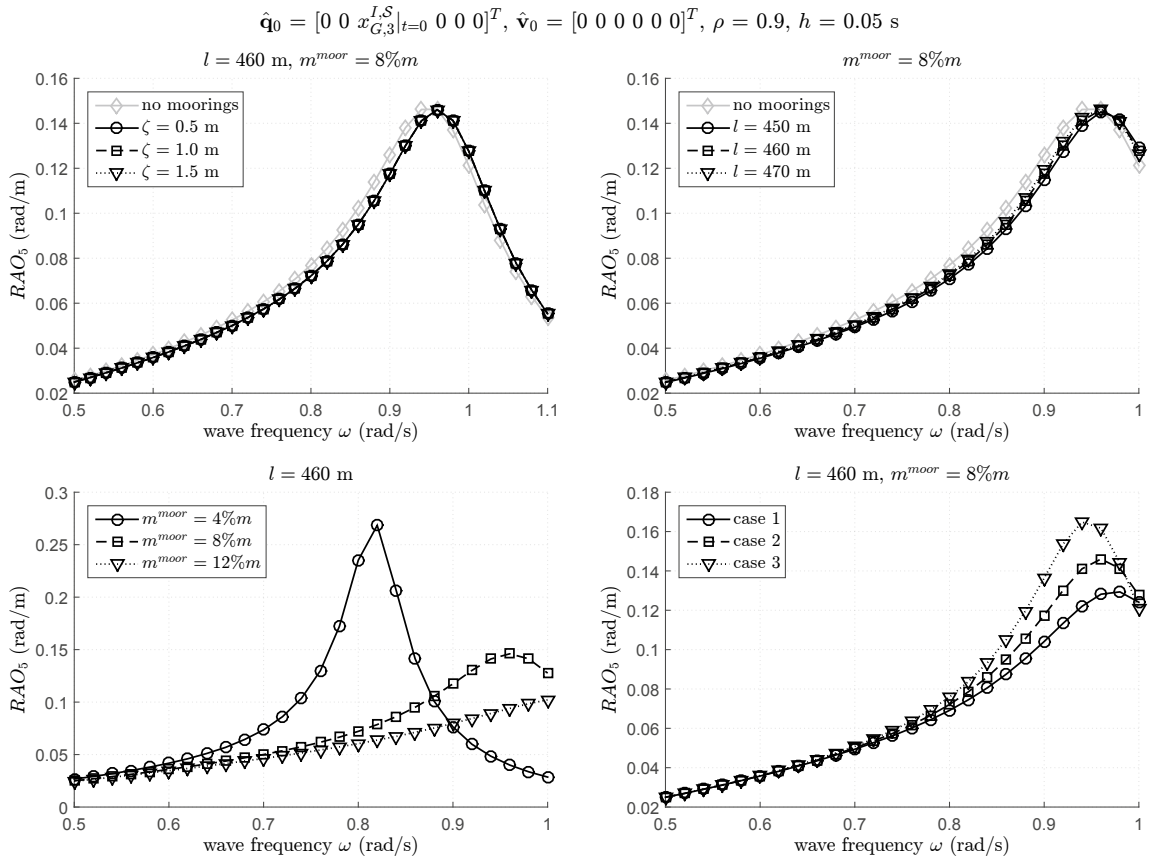 q̂₀ = [0 0 x_{G,3}^{I,S}|_{t=0} 0 0 0]^T, v̂₀ = [0 0 0 0 0 0]^T, ρ = 0.9, h = 0.05 s
l = 460 m, m^{moor} = 8%m
0.16
0.14
0.12
0.1
0.08
0.06
0.04
0.02
RAO₅ (rad/m)
no moorings
ζ = 0.5 m
ζ = 1.0 m
ζ = 1.5 m
0.5 0.6 0.7 0.8 0.9 1 1.1
wave frequency ω (rad/s)
m^{moor} = 8%m
0.16
0.14
0.12
0.1
0.08
0.06
0.04
0.02
RAO₅ (rad/m)
no moorings
l = 450 m
l = 460 m
l = 470 m
0.5 0.6 0.7 0.8 0.9 1
wave frequency ω (rad/s)
l = 460 m
0.3
0.25
0.2
0.15
0.1
0.05
0
RAO₅ (rad/m)
m^{moor} = 4%m
m^{moor} = 8%m
m^{moor} = 12%m
0.5 0.6 0.7 0.8 0.9 1
wave frequency ω (rad/s)
l = 460 m, m^{moor} = 8%m
0.18
0.16
0.14
0.12
0.1
0.08
0.06
0.04
0.02
RAO₅ (rad/m)
case 1
case 2
case 3
0.5 0.6 0.7 0.8 0.9 1
wave frequency ω (rad/s)